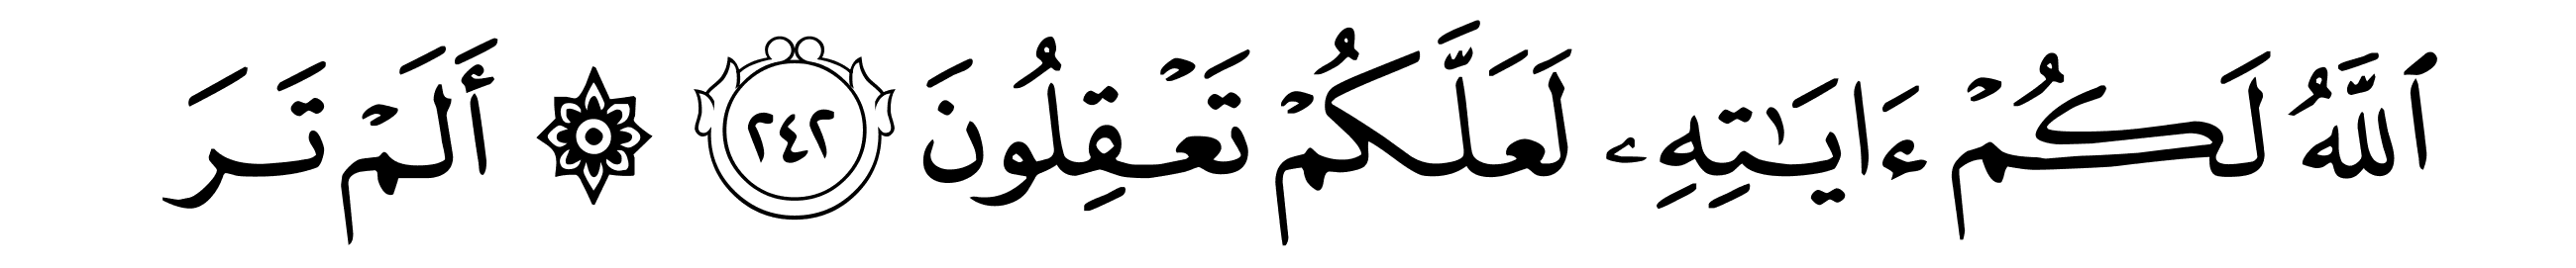 ٱللَّهُ لَكُمْ ءَايَـٰتِهِۦ لَعَلَّكُمْ تَعْقِلُونَ ٢٤٢ ۞ أَلَمْ تَرَ